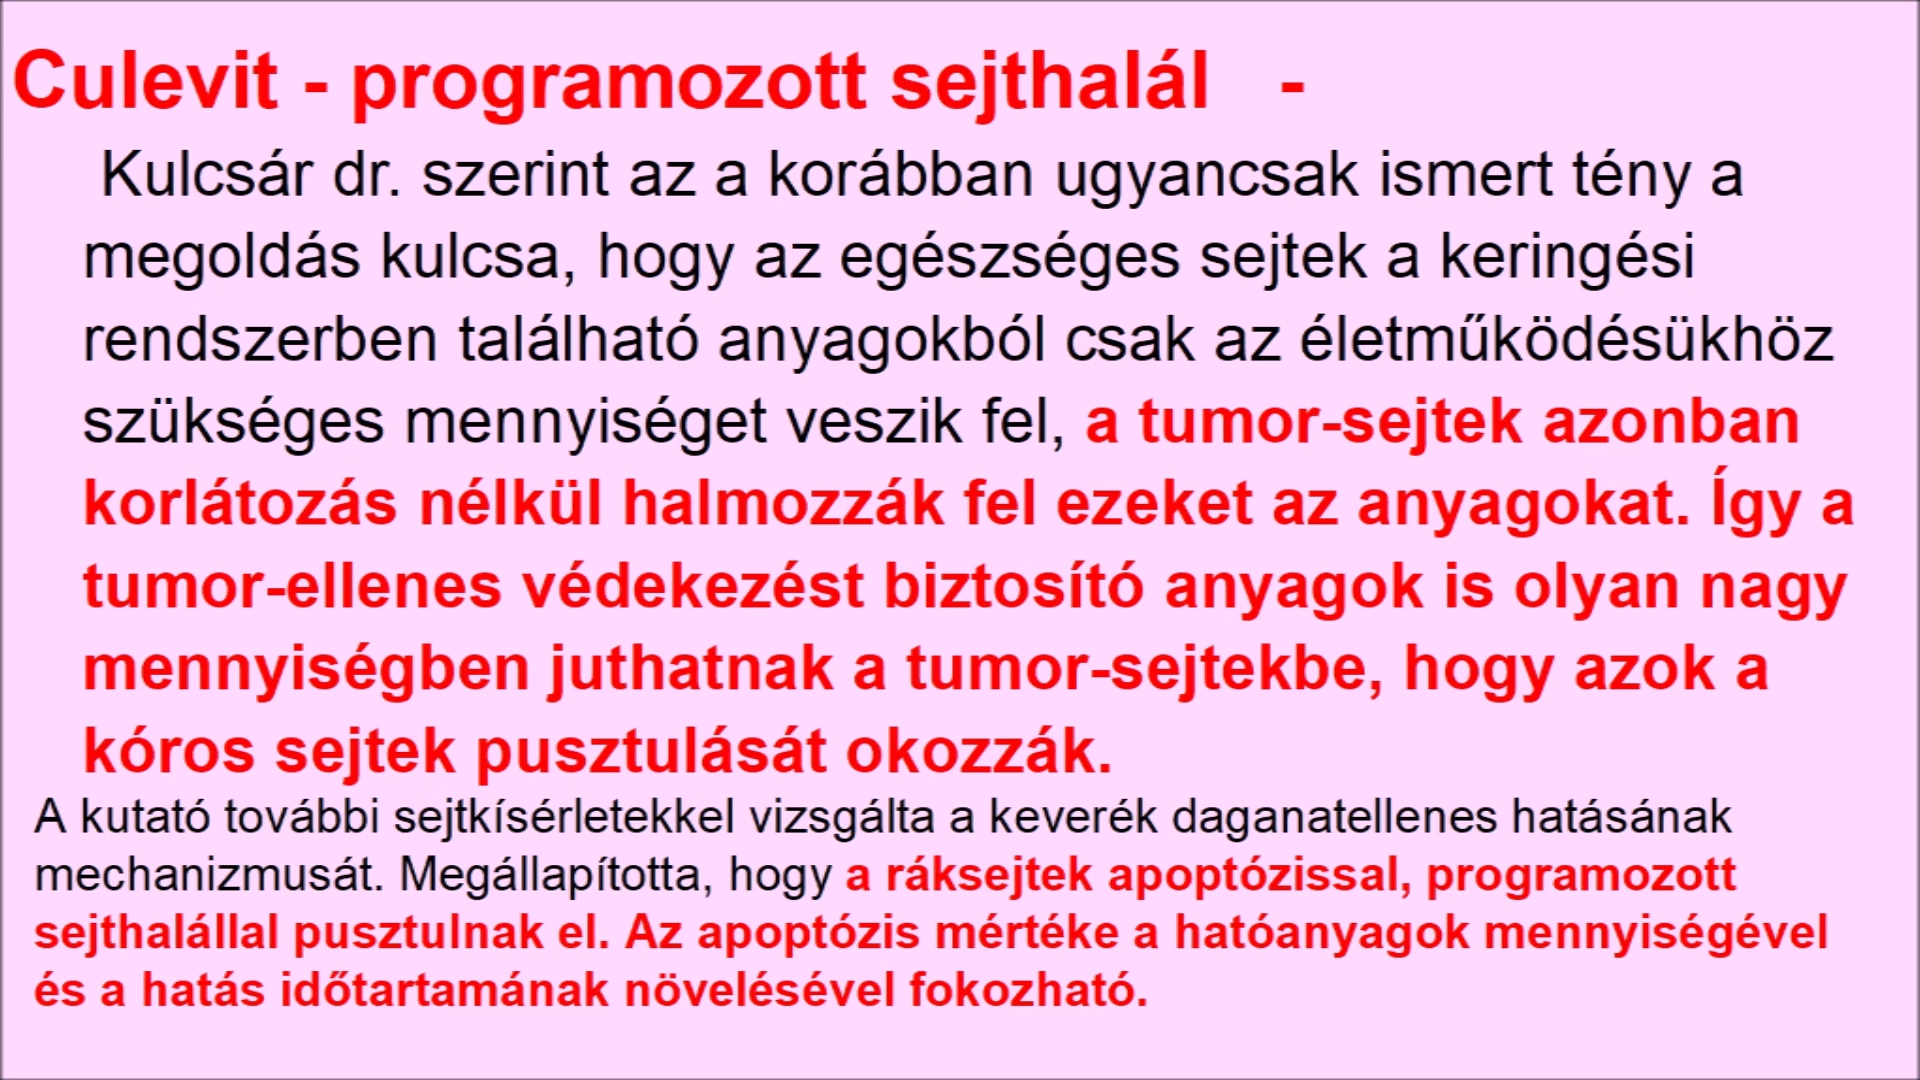 Culevit - programozott sejthalál -
Kulcsár dr. szerint az a korábban ugyancsak ismert tény a
megoldás kulcsa, hogy az egészséges sejtek a keringési
rendszerben található anyagokból csak az életműködésükhöz
szükséges mennyiséget veszik fel, a tumor-sejtek azonban
korlátozás nélkül halmozzák fel ezeket az anyagokat. Így a
tumor-ellenes védekezést biztosító anyagok is olyan nagy
mennyiségben juthatnak a tumor-sejtekbe, hogy azok a
kóros sejtek pusztulását okozzák.
A kutató további sejtkísérletekkel vizsgálta a keverék daganatellenes hatásának
mechanizmusát. Megállapította, hogy a ráksejtek apoptózissal, programozott
sejthalállal pusztulnak el. Az apoptózis mértéke a hatóanyagok mennyiségével
és a hatás időtartamának növelésével fokozható.